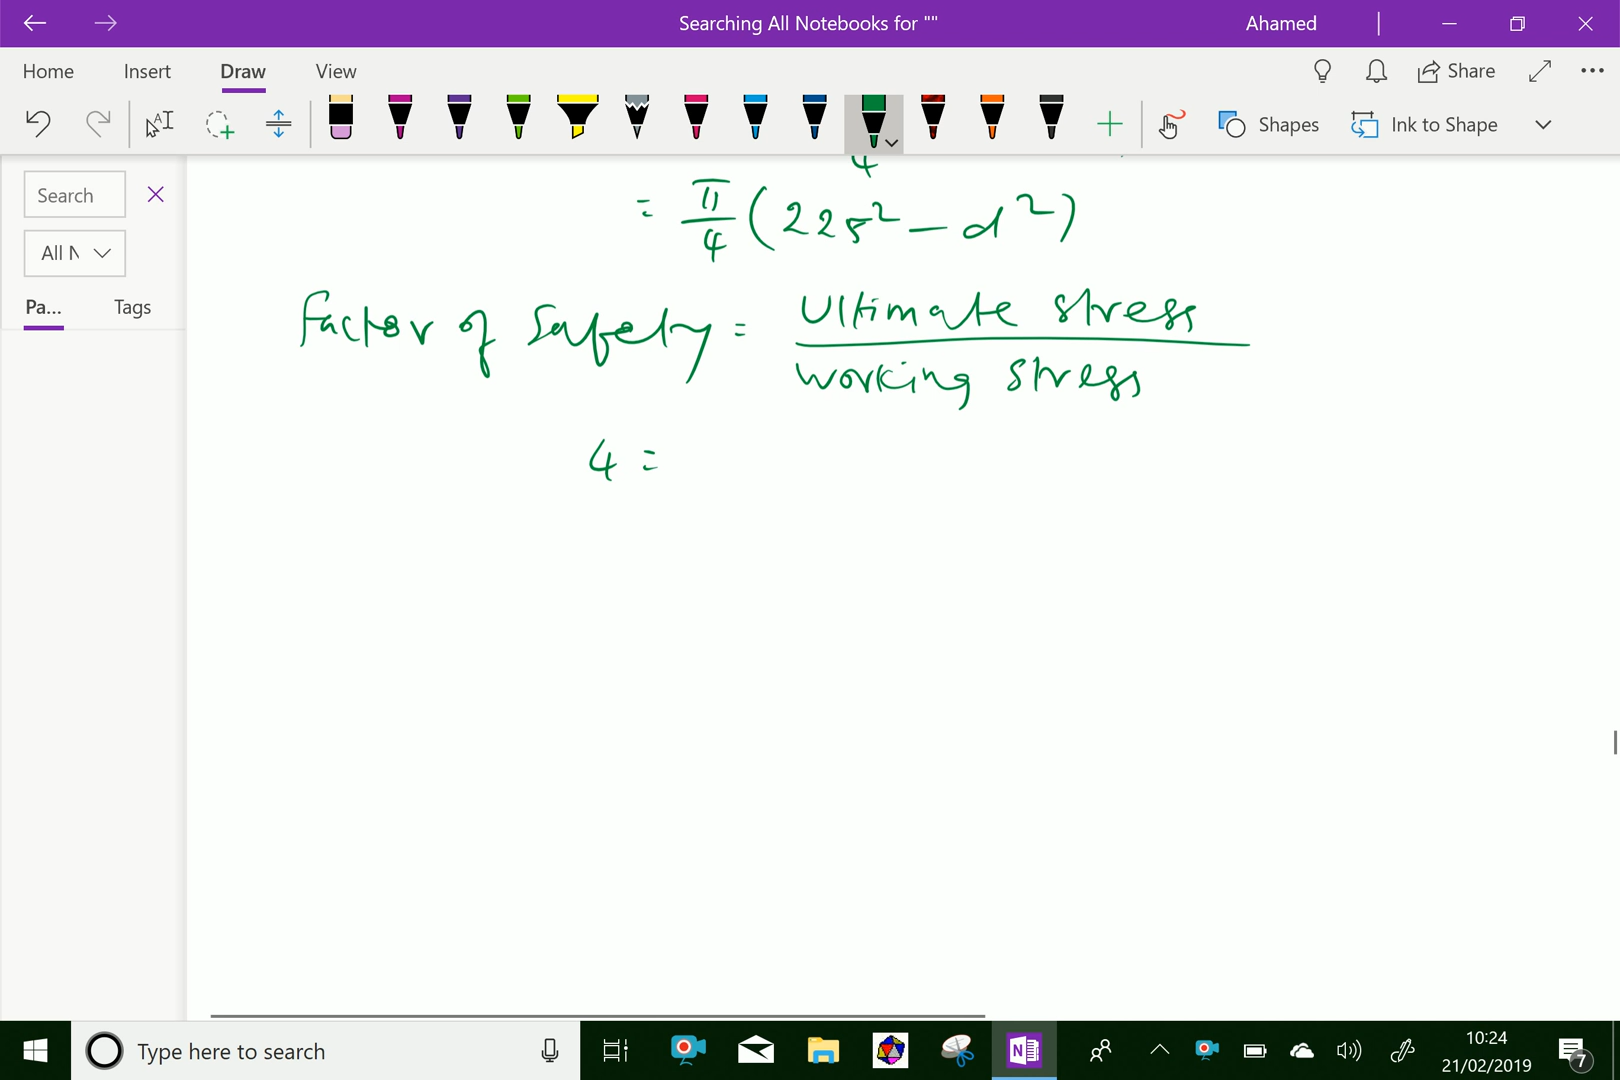 Searching All Notebooks for ""
Ahamed
Home Insert Draw View
Share
Shapes
Ink to Shape
Search
All N
Pa...
Tags
4
= π/4 (225² - d²)
Factor of Safety = Ultimate stress
working stress
4 =
Type here to search
10:24
21/02/2019
7